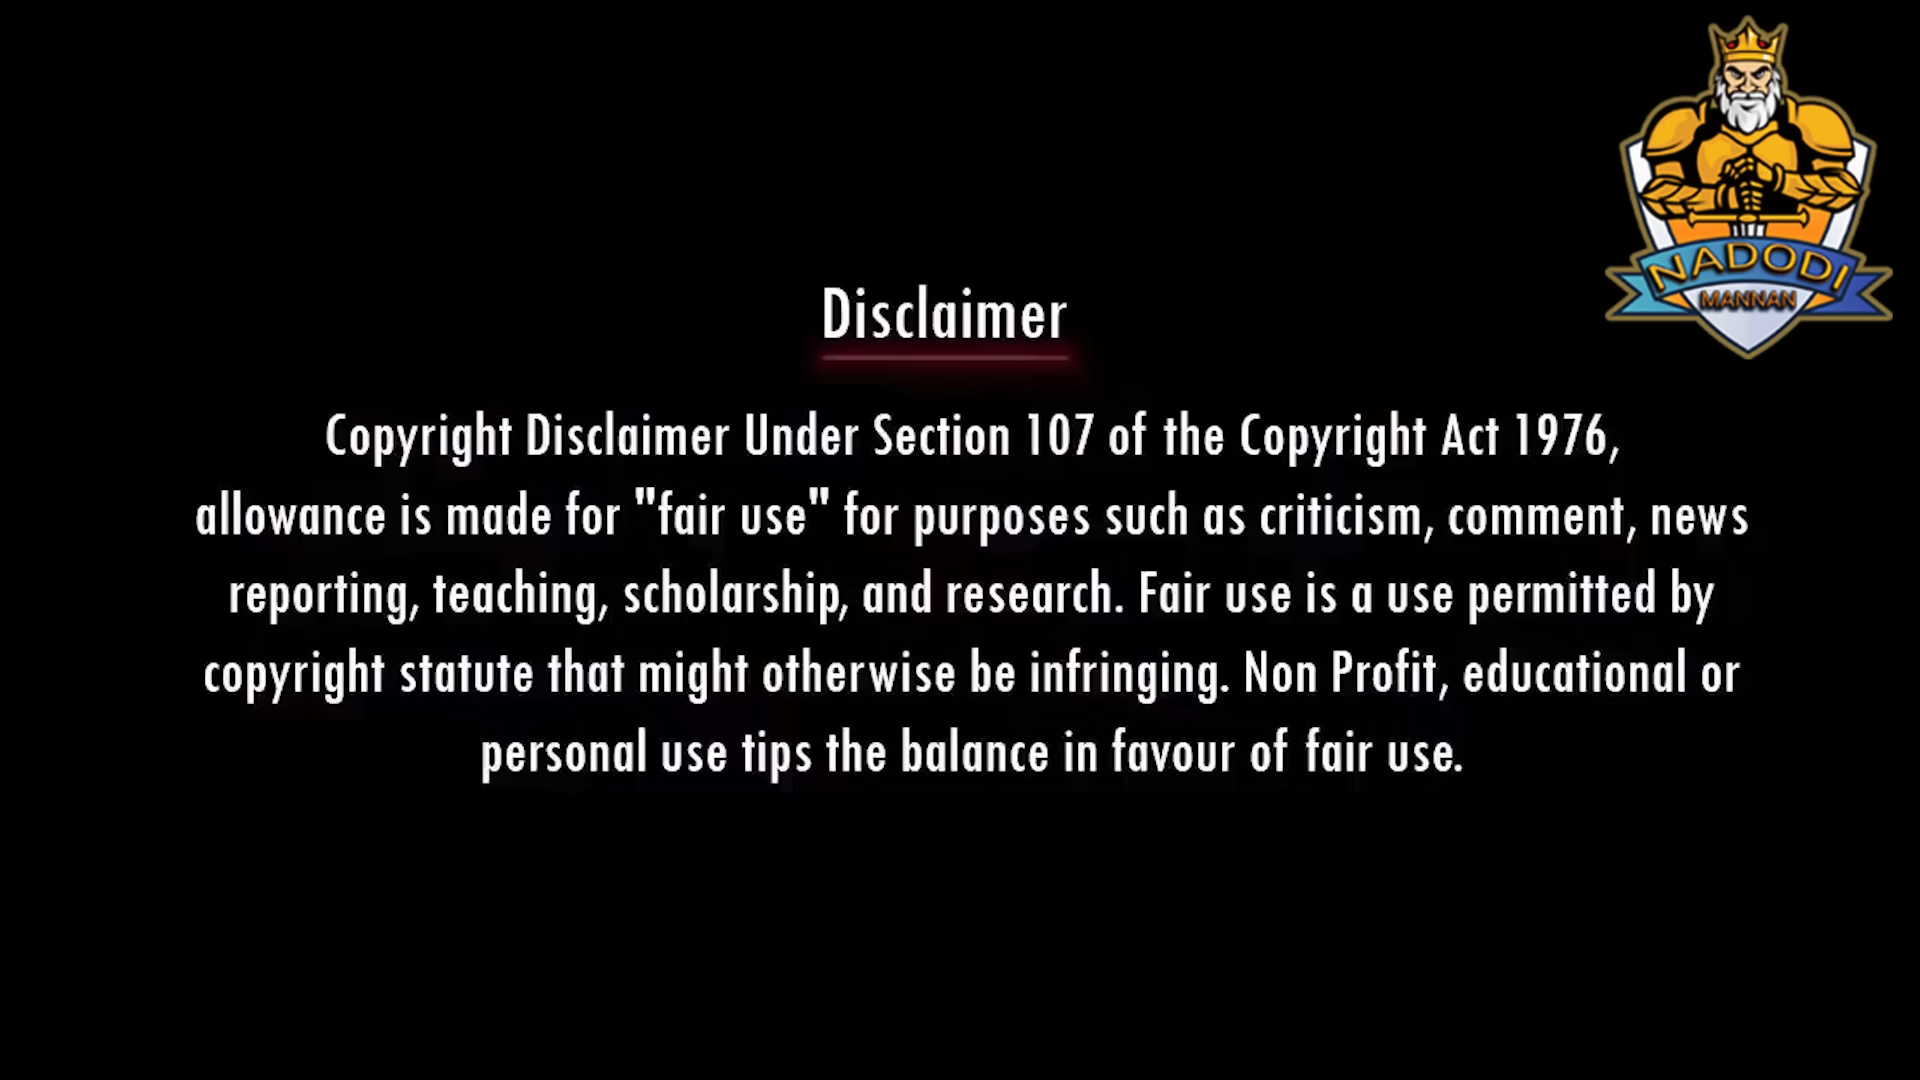 NADODI
MANNAN
Disclaimer
Copyright Disclaimer Under Section 107 of the Copyright Act 1976,
allowance is made for "fair use" for purposes such as criticism, comment, news
reporting, teaching, scholarship, and research. Fair use is a use permitted by
copyright statute that might otherwise be infringing. Non Profit, educational or
personal use tips the balance in favour of fair use.